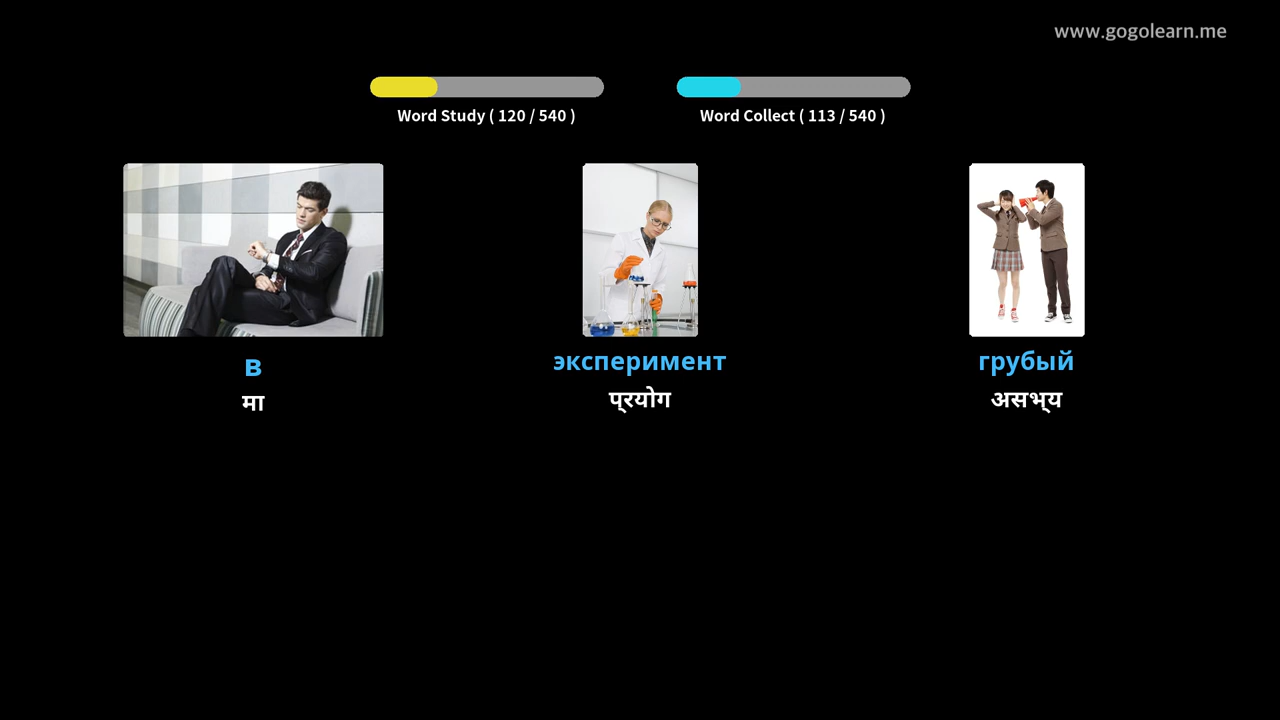 www.gogolearn.me
Word Study ( 120 / 540 )
Word Collect ( 113 / 540 )
в
मा
эксперимент
प्रयोग
грубый
असभ्य